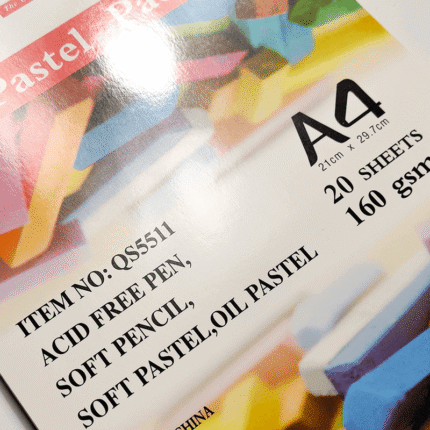 The
Pastel Pa
A4
21cm x 29.7cm
20 SHEETS
160 gsm
ITEM NO: QS5511
ACID FREE PEN,
SOFT PENCIL,
SOFT PASTEL,OIL PASTEL
CHINA